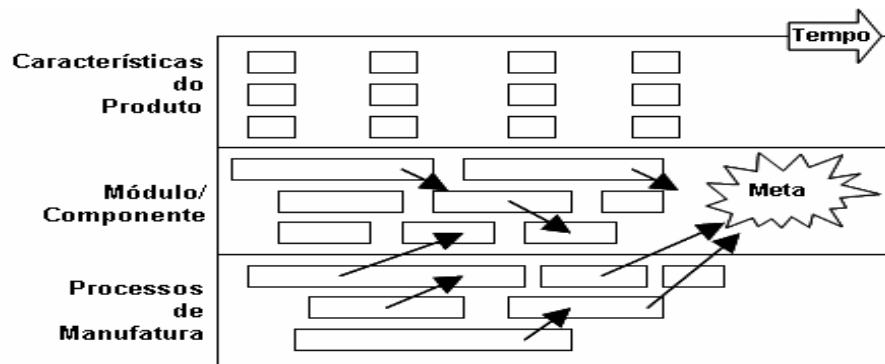 Tempo
Características
do
Produto
Módulo/
Componente
Meta
Processos
de
Manufatura